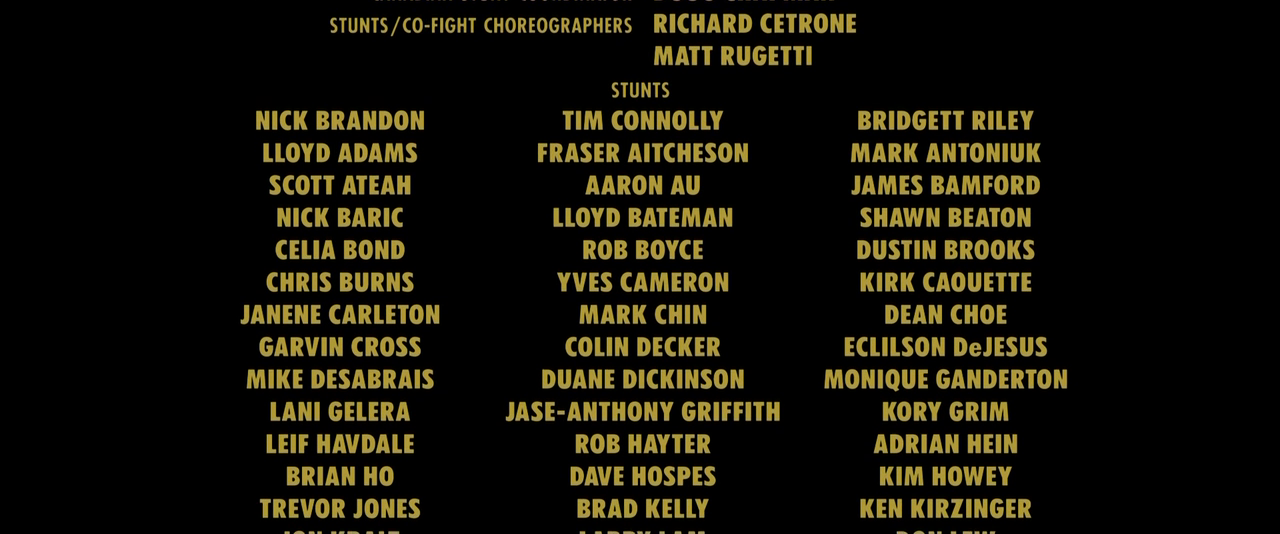 STUNTS/CO-FIGHT CHOREOGRAPHERS RICHARD CETRONE
MATT RUGETTI
STUNTS
NICK BRANDON TIM CONNOLLY BRIDGETT RILEY
LLOYD ADAMS FRASER AITCHESON MARK ANTONIUK
SCOTT ATEAH AARON AU JAMES BAMFORD
NICK BARIC LLOYD BATEMAN SHAWN BEATON
CELIA BOND ROB BOYCE DUSTIN BROOKS
CHRIS BURNS YVES CAMERON KIRK CAOUETTE
JANENE CARLETON MARK CHIN DEAN CHOE
GARVIN CROSS COLIN DECKER ECLILSON DeJESUS
MIKE DESABRAIS DUANE DICKINSON MONIQUE GANDERTON
LANI GELERA JASE-ANTHONY GRIFFITH KORY GRIM
LEIF HAVDALE ROB HAYTER ADRIAN HEIN
BRIAN HO DAVE HOSPES KIM HOWEY
TREVOR JONES BRAD KELLY KEN KIRZINGER